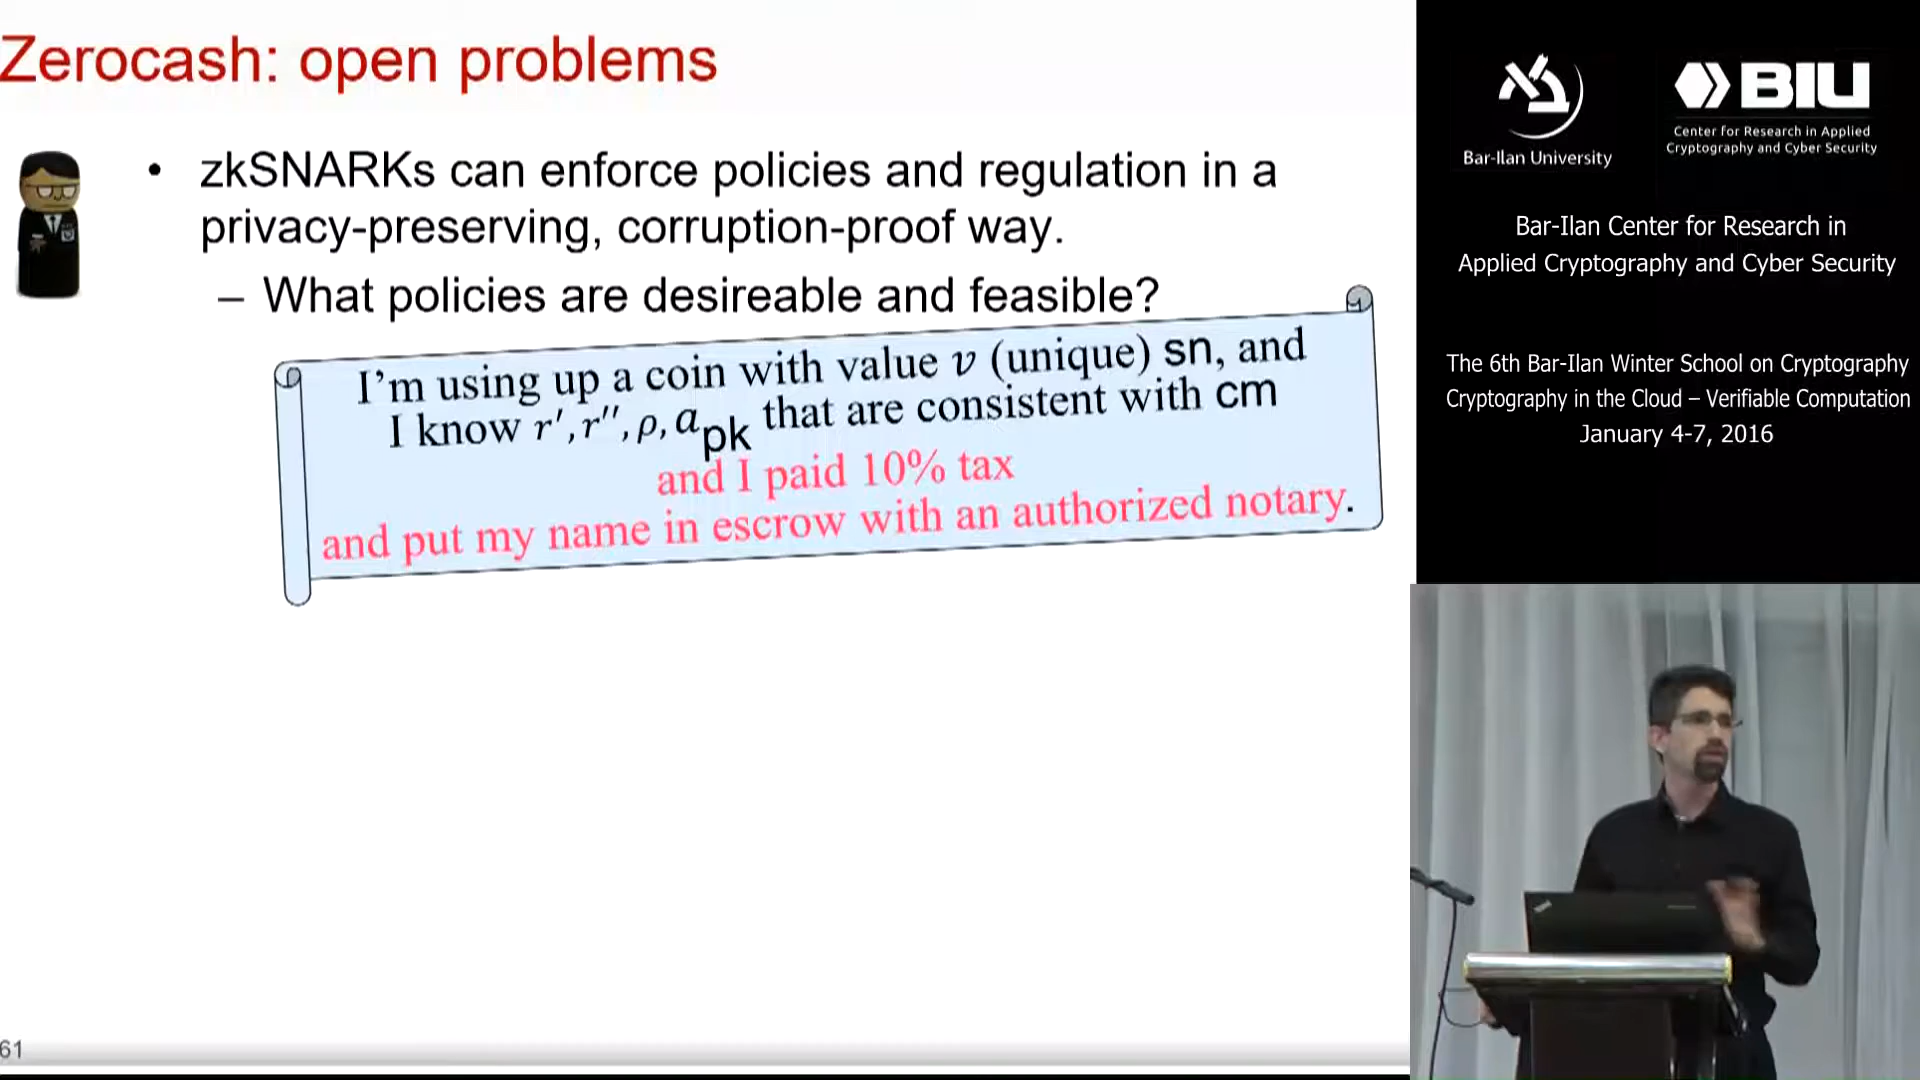 Zerocash: open problems
• zkSNARKs can enforce policies and regulation in a
privacy-preserving, corruption-proof way.
– What policies are desireable and feasible?
I'm using up a coin with value v (unique) sn, and
I know r′,r″,ρ,a_pk that are consistent with cm
and I paid 10% tax
and put my name in escrow with an authorized notary.
61
Bar-Ilan University
BIU
Center for Research in Applied
Cryptography and Cyber Security
Bar-Ilan Center for Research in
Applied Cryptography and Cyber Security
The 6th Bar-Ilan Winter School on Cryptography
Cryptography in the Cloud – Verifiable Computation
January 4-7, 2016